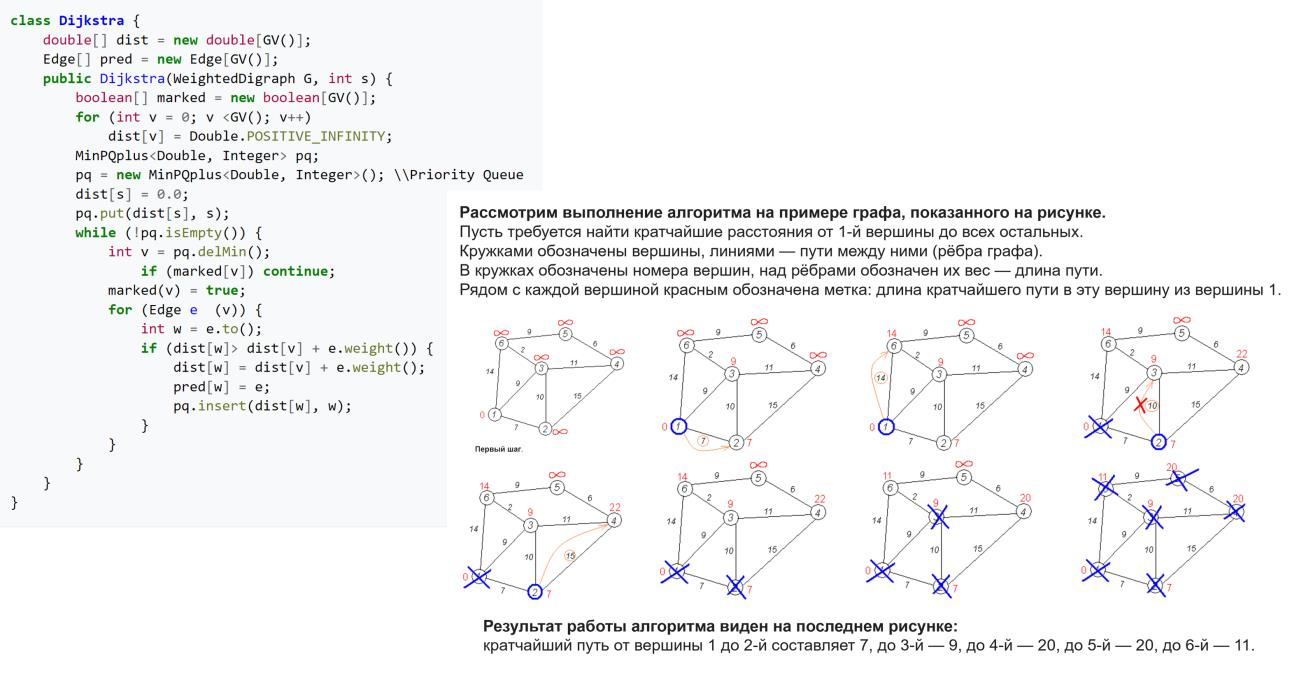 class Dijkstra {
double[] dist = new double[GV()];
Edge[] pred = new Edge[GV()];
public Dijkstra(WeightedDigraph G, int s) {
boolean[] marked = new boolean[GV()];
for (int v = 0; v <GV(); v++)
dist[v] = Double.POSITIVE_INFINITY;
MinPQplus<Double, Integer> pq;
pq = new MinPQplus<Double, Integer>(); \\Priority Queue
dist[s] = 0.0;
pq.put(dist[s], s);
while (!pq.isEmpty()) {
int v = pq.delMin();
if (marked[v]) continue;
marked(v) = true;
for (Edge e  (v)) {
int w = e.to();
if (dist[w]> dist[v] + e.weight()) {
dist[w] = dist[v] + e.weight();
pred[w] = e;
pq.insert(dist[w], w);
}
}
}
}
}
Рассмотрим выполнение алгоритма на примере графа, показанного на рисунке.
Пусть требуется найти кратчайшие расстояния от 1-й вершины до всех остальных.
Кружками обозначены вершины, линиями — пути между ними (рёбра графа).
В кружках обозначены номера вершин, над рёбрами обозначен их вес — длина пути.
Рядом с каждой вершиной красным обозначена метка: длина кратчайшего пути в эту вершину из вершины 1.
∞ 9 ∞ 5 6 6 ∞ 2 ∞ 3 11 4 14 9 10 15 0 1 7 2 ∞
Первый шаг.
∞ 9 ∞ 5 6 6 ∞ 2 9 3 11 4 14 9 10 15 0 1 7 2 7
14 9 ∞ 5 6 6 ∞ 2 9 3 11 4 14 9 10 15 0 1 7 2 7
14 9 ∞ 5 6 6 22 2 9 3 11 4 14 9 10 15 0 7 2 7
14 9 ∞ 5 6 6 22 2 9 3 11 4 14 9 10 15 0 7 2 7
14 9 ∞ 5 6 6 22 2 9 3 11 4 14 9 10 15 0 7 7
11 9 ∞ 5 6 6 20 2 9 11 4 14 9 10 15 0 7 7
11 9 20 6 20 2 9 11 14 9 10 15 0 7 7
Результат работы алгоритма виден на последнем рисунке:
кратчайший путь от вершины 1 до 2-й составляет 7, до 3-й — 9, до 4-й — 20, до 5-й — 20, до 6-й — 11.